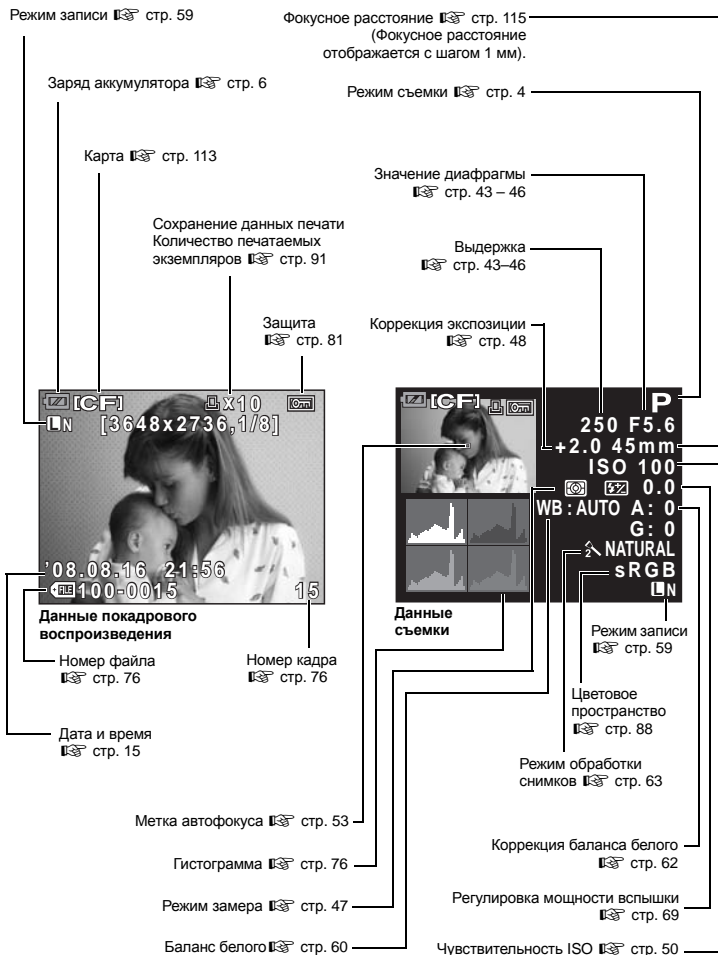 Режим записи ☞ стр. 59
Фокусное расстояние ☞ стр. 115
(Фокусное расстояние
отображается с шагом 1 мм).
Заряд аккумулятора ☞ стр. 6
Режим съемки ☞ стр. 4
Карта ☞ стр. 113
Значение диафрагмы
☞ стр. 43 – 46
Сохранение данных печати
Количество печатаемых
экземпляров ☞ стр. 91
Выдержка
☞ стр. 43–46
Защита
☞ стр. 81
Коррекция экспозиции
☞ стр. 48
[CF] x10
LN [3648x2736,1/8]
'08.08.16 21:56
FILE 100-0015 15
[CF] P
250 F5.6
+2.0 45mm
ISO 100
0.0
WB : AUTO A: 0
G: 0
2 NATURAL
sRGB
LN
Данные покадрового
воспроизведения
Данные
съемки
Номер файла
☞ стр. 76
Номер кадра
☞ стр. 76
Режим записи
☞ стр. 59
Дата и время
☞ стр. 15
Цветовое
пространство
☞ стр. 88
Режим обработки
снимков ☞ стр. 63
Метка автофокуса ☞ стр. 53
Гистограмма ☞ стр. 76
Коррекция баланса белого
☞ стр. 62
Режим замера ☞ стр. 47
Регулировка мощности вспышки
☞ стр. 69
Баланс белого ☞ стр. 60
Чувствительность ISO ☞ стр. 50